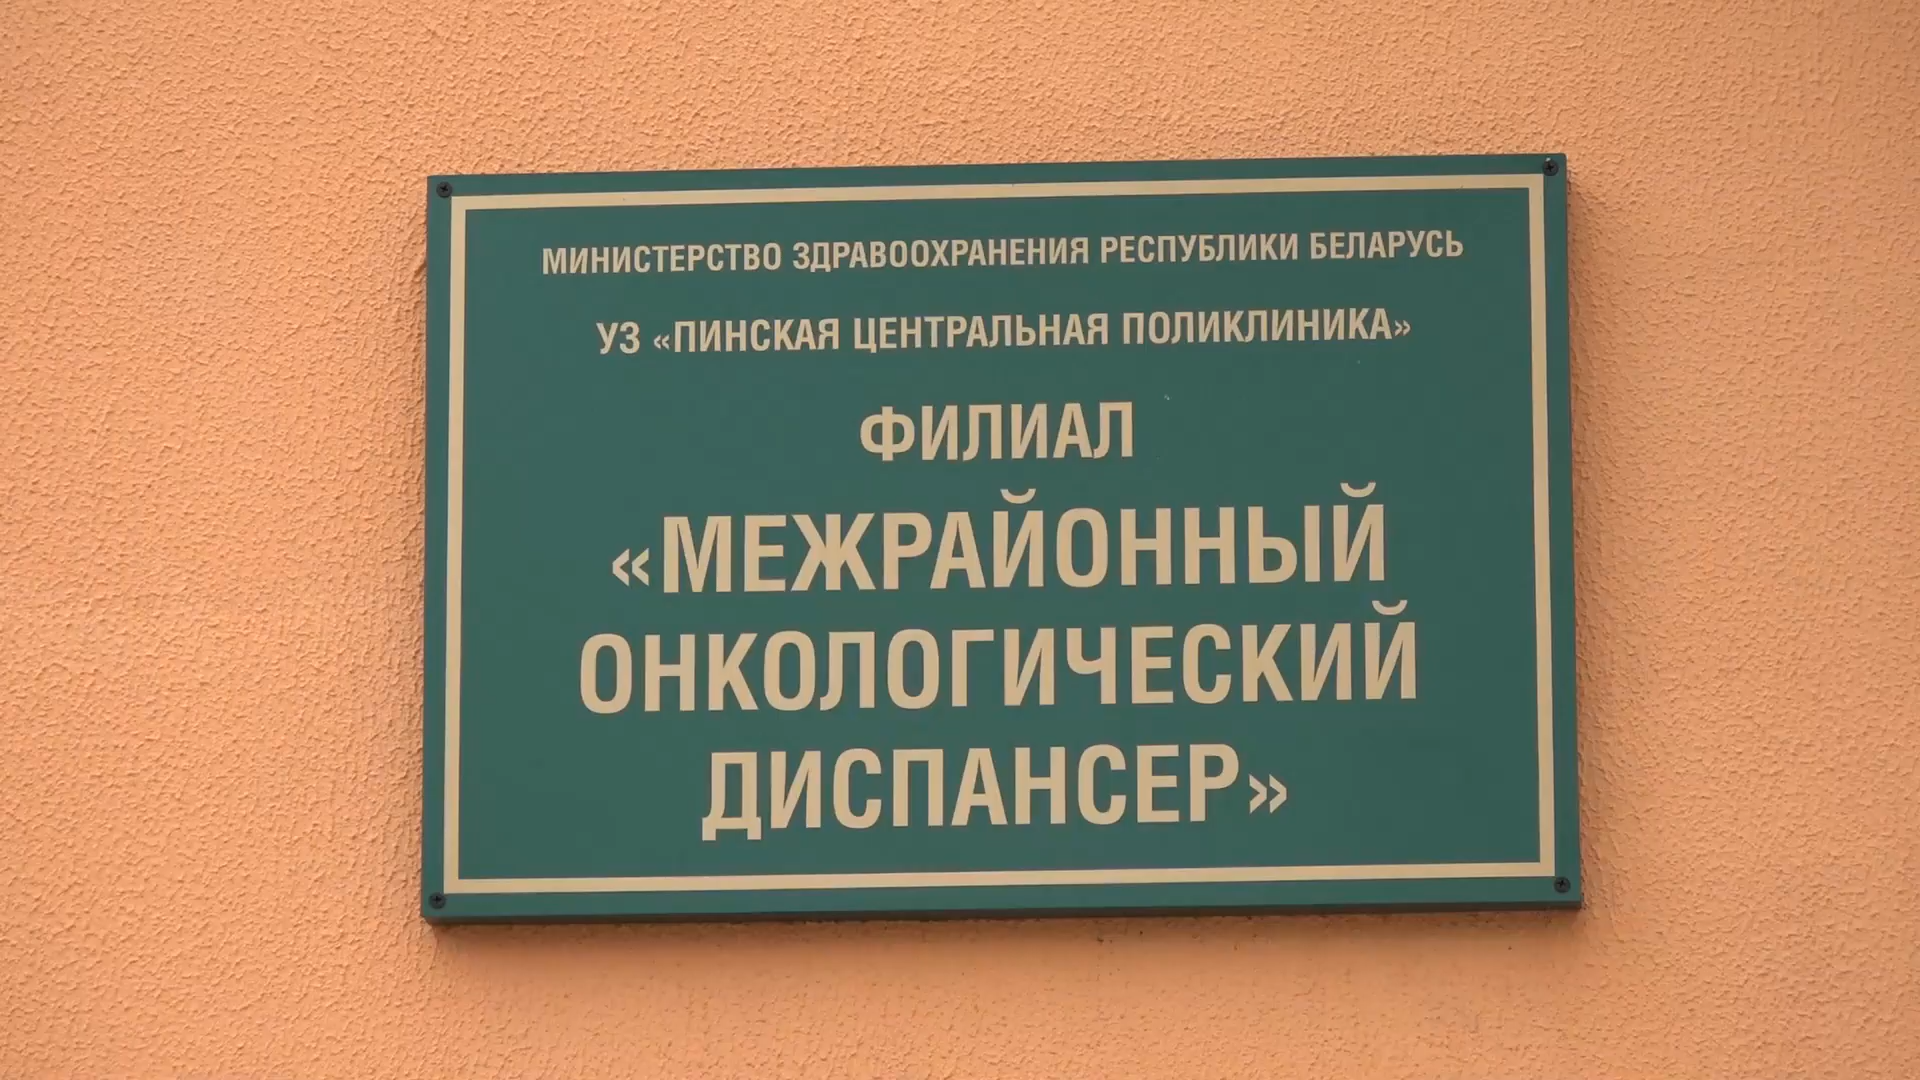 МИНИСТЕРСТВО ЗДРАВООХРАНЕНИЯ РЕСПУБЛИКИ БЕЛАРУСЬ
УЗ «ПИНСКАЯ ЦЕНТРАЛЬНАЯ ПОЛИКЛИНИКА»
ФИЛИАЛ
«МЕЖРАЙОННЫЙ
ОНКОЛОГИЧЕСКИЙ
ДИСПАНСЕР»